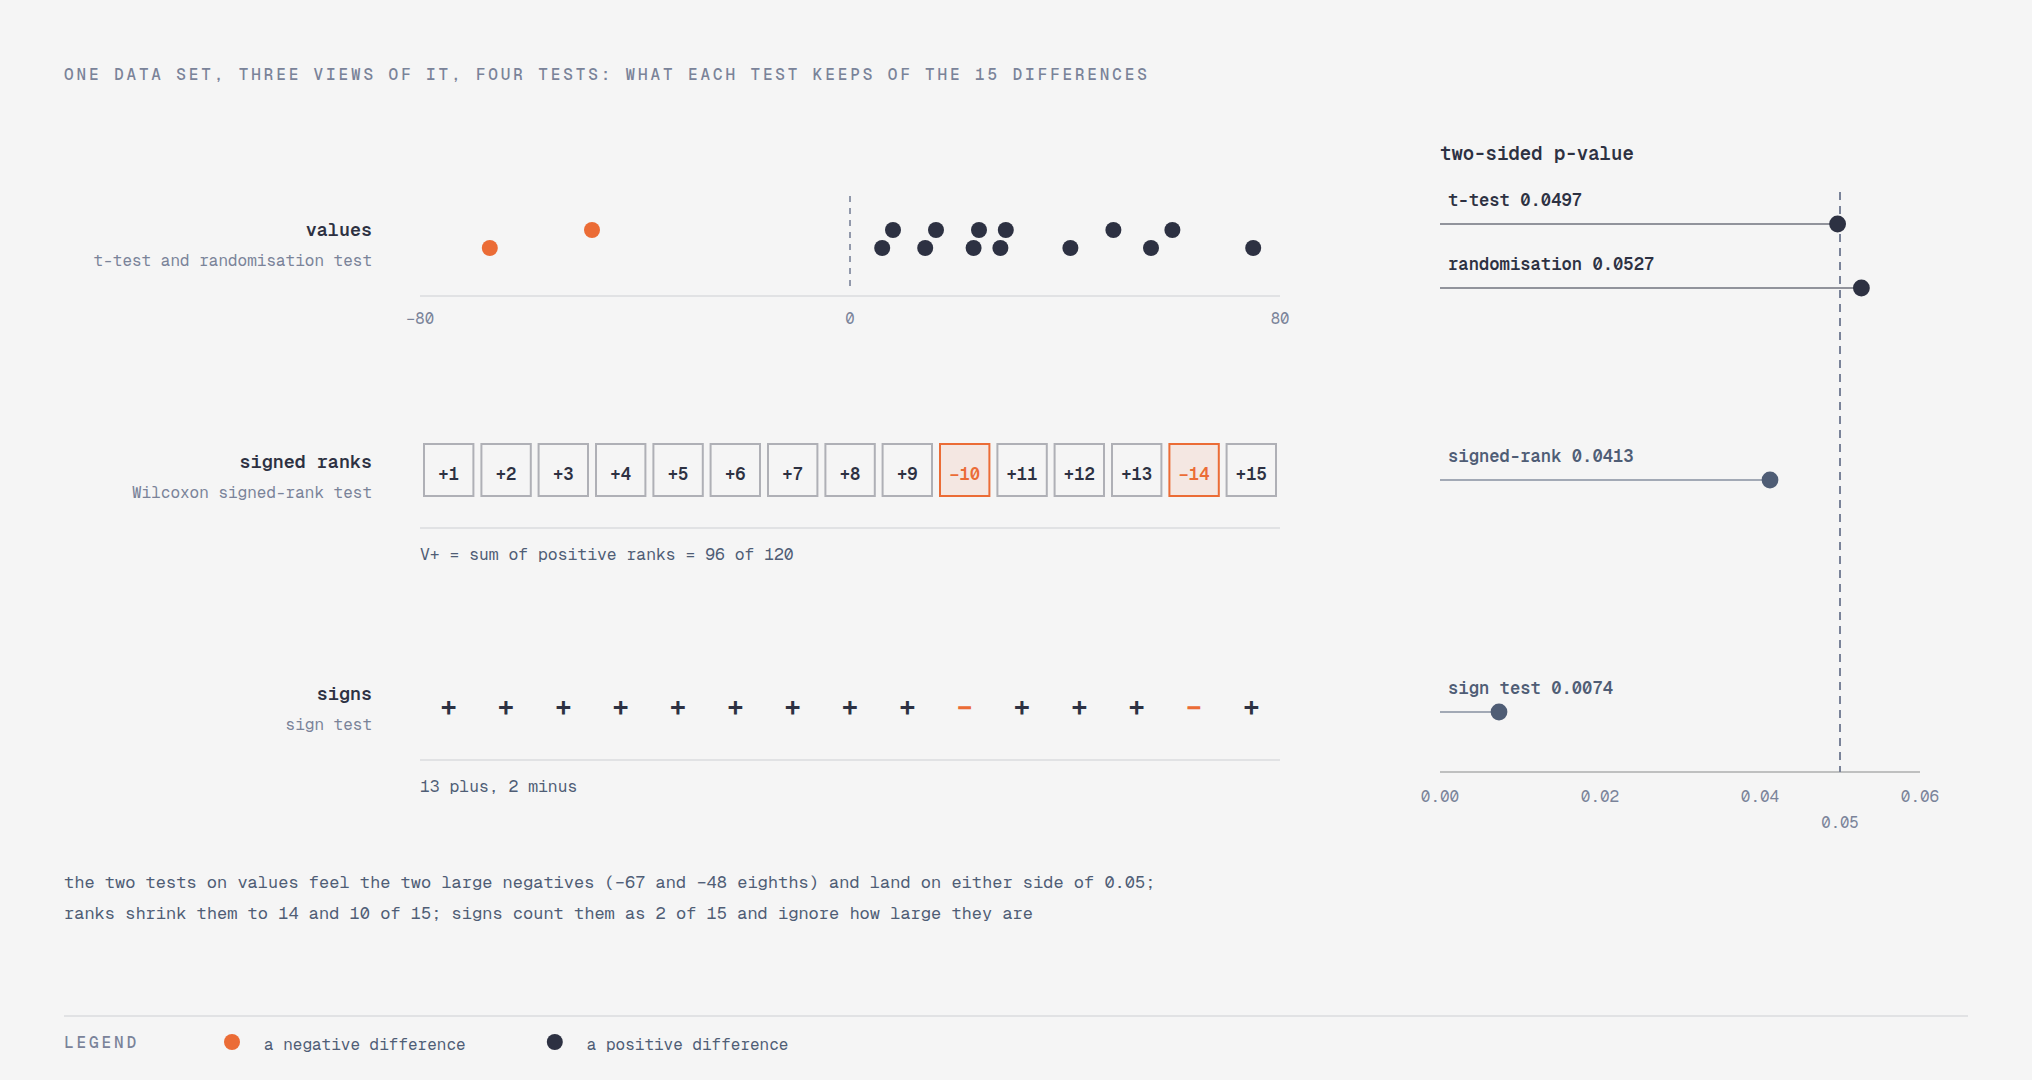 ONE DATA SET, THREE VIEWS OF IT, FOUR TESTS: WHAT EACH TEST KEEPS OF THE 15 DIFFERENCES
two-sided p-value
values
t-test and randomisation test
−80
0
80
t-test 0.0497
randomisation 0.0527
signed ranks
Wilcoxon signed-rank test
+1 +2 +3 +4 +5 +6 +7 +8 +9 −10 +11 +12 +13 −14 +15
V+ = sum of positive ranks = 96 of 120
signed-rank 0.0413
signs
sign test
+ + + + + + + + + − + + + − +
13 plus, 2 minus
sign test 0.0074
0.00 0.02 0.04 0.06
0.05
the two tests on values feel the two large negatives (−67 and −48 eighths) and land on either side of 0.05;
ranks shrink them to 14 and 10 of 15; signs count them as 2 of 15 and ignore how large they are
LEGEND
a negative difference
a positive difference